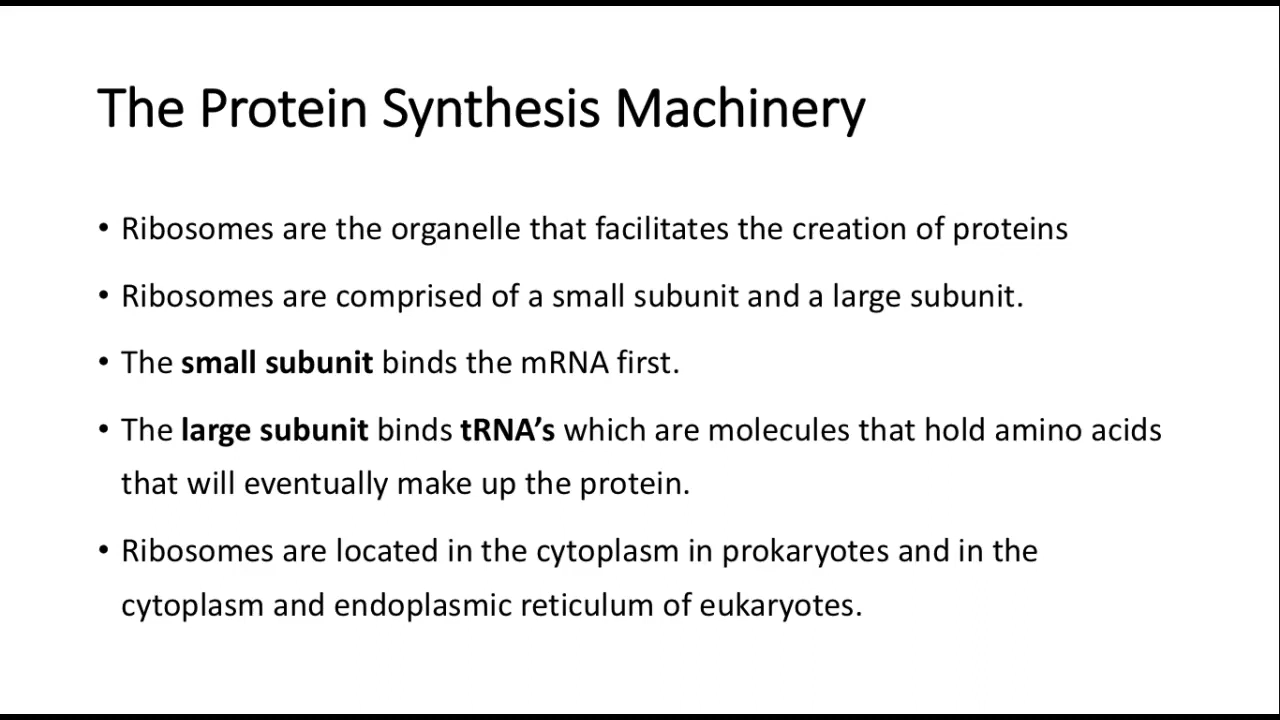 The Protein Synthesis Machinery
• Ribosomes are the organelle that facilitates the creation of proteins
• Ribosomes are comprised of a small subunit and a large subunit.
• The small subunit binds the mRNA first.
• The large subunit binds tRNA’s which are molecules that hold amino acids
that will eventually make up the protein.
• Ribosomes are located in the cytoplasm in prokaryotes and in the
cytoplasm and endoplasmic reticulum of eukaryotes.